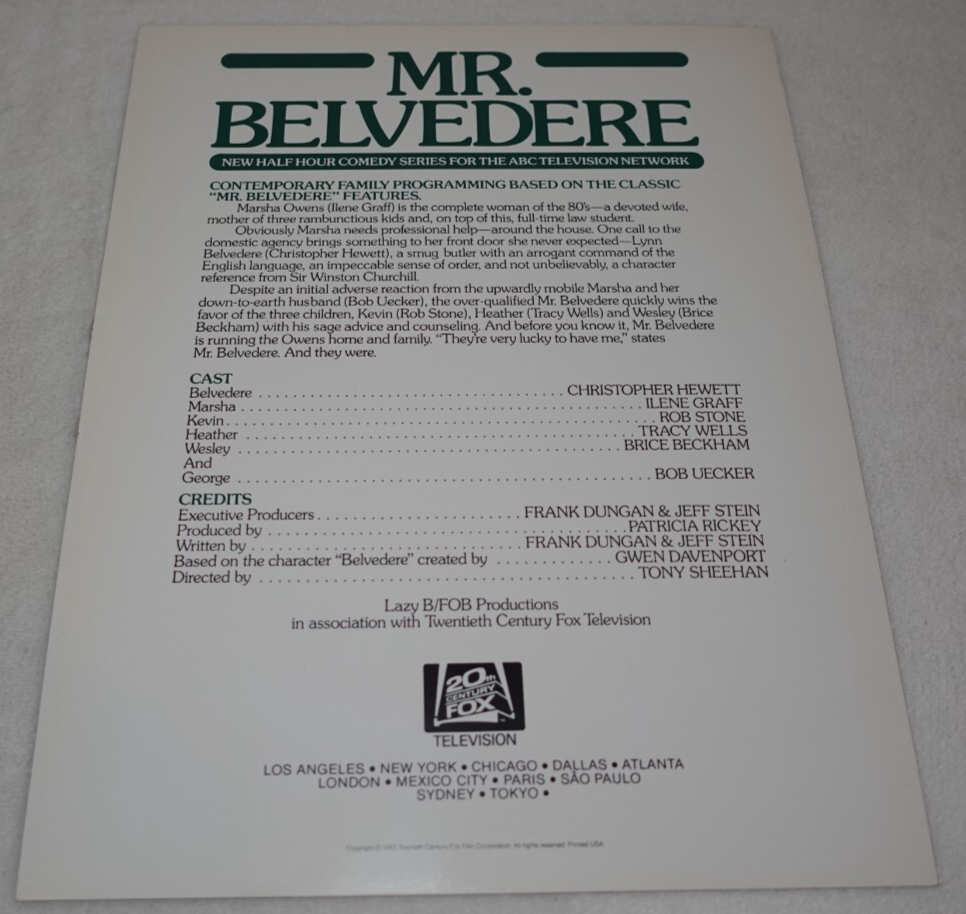 MR.
BELVEDERE
NEW HALF HOUR COMEDY SERIES FOR THE ABC TELEVISION NETWORK
CONTEMPORARY FAMILY PROGRAMMING BASED ON THE CLASSIC
“MR. BELVEDERE” FEATURES.
Marsha Owens (Ilene Graff) is the complete woman of the 80's—a devoted wife,
mother of three rambunctious kids and, on top of this, full-time law student.
Obviously Marsha needs professional help—around the house. One call to the
domestic agency brings something to her front door she never expected—Lynn
Belvedere (Christopher Hewett), a smug butler with an arrogant command of the
English language, an impeccable sense of order, and not unbelievably, a character
reference from Sir Winston Churchill.
Despite an initial adverse reaction from the upwardly mobile Marsha and her
down-to-earth husband (Bob Uecker), the over-qualified Mr. Belvedere quickly wins the
favor of the three children, Kevin (Rob Stone), Heather (Tracy Wells) and Wesley (Brice
Beckham) with his sage advice and counseling. And before you know it, Mr. Belvedere
is running the Owens home and family. “They're very lucky to have me,” states
Mr. Belvedere. And they were.
CAST
Belvedere . . . . . . . . . . CHRISTOPHER HEWETT
Marsha . . . . . . . . . . ILENE GRAFF
Kevin . . . . . . . . . . ROB STONE
Heather . . . . . . . . . . TRACY WELLS
Wesley . . . . . . . . . . BRICE BECKHAM
And
George . . . . . . . . . . BOB UECKER
CREDITS
Executive Producers . . . . . . . . . . FRANK DUNGAN & JEFF STEIN
Produced by . . . . . . . . . . PATRICIA RICKEY
Written by . . . . . . . . . . FRANK DUNGAN & JEFF STEIN
Based on the character “Belvedere” created by . . . . . . . . . . GWEN DAVENPORT
Directed by . . . . . . . . . . TONY SHEEHAN
Lazy B/FOB Productions
in association with Twentieth Century Fox Television
20th
CENTURY
FOX
TELEVISION
LOS ANGELES • NEW YORK • CHICAGO • DALLAS • ATLANTA
LONDON • MEXICO CITY • PARIS • SÃO PAULO
SYDNEY • TOKYO •
Copyright © Twentieth Century Fox Film Corporation. All rights reserved. Printed USA